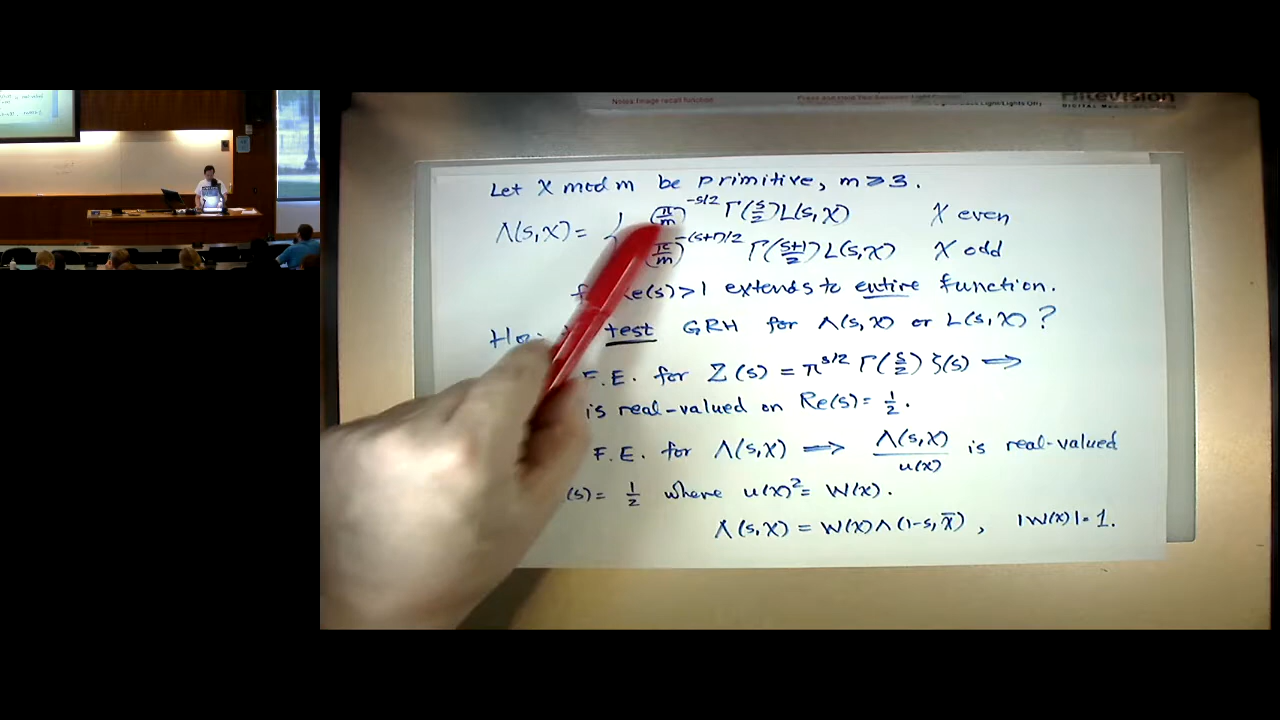 Let χ mod m be primitive, m ≥ 3.
Λ(s,χ) = { (π/m)^{-s/2} Γ(s/2) L(s,χ) χ even
(π/m)^{-(s+1)/2} Γ((s+1)/2) L(s,χ) χ odd
Re(s)>1 extends to entire function.
test GRH for Λ(s,χ) or L(s,χ)?
F.E. for Z(s) = π^{s/2} Γ(s/2) ζ(s) ⟹
is real-valued on Re(s) = 1/2.
F.E. for Λ(s,χ) ⟹ Λ(s,χ)/u(χ) is real-valued
(s) = 1/2 where u(χ)² = W(χ).
Λ(s,χ) = W(χ)Λ(1-s,χ̄), |W(χ)| = 1.